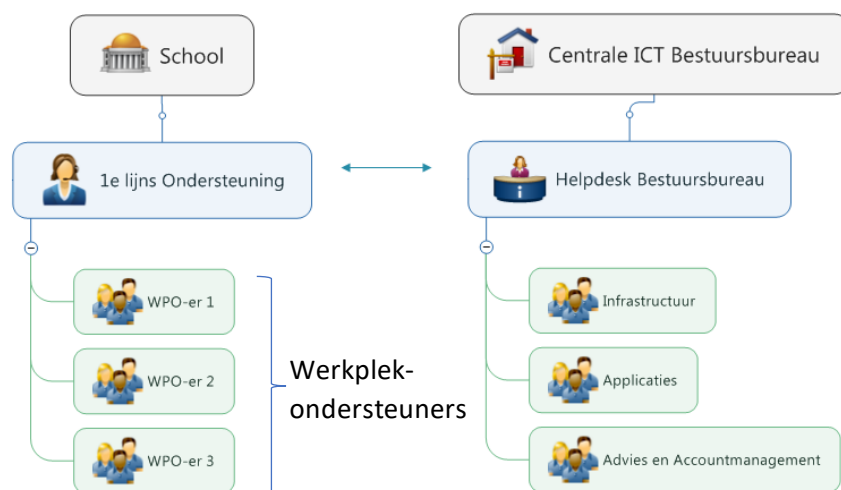 School
Centrale ICT Bestuursbureau
1e lijns Ondersteuning
Helpdesk Bestuursbureau
WPO-er 1
WPO-er 2
WPO-er 3
Werkplek-
ondersteuners
Infrastructuur
Applicaties
Advies en Accountmanagement